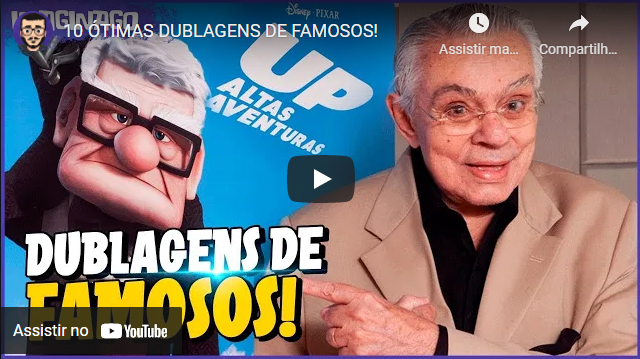 IMAGINAGO
10 ÓTIMAS DUBLAGENS DE FAMOSOS!
Assistir ma...
Compartilh...
DISNEY · PIXAR
UP
ALTAS
AVENTURAS
DUBLAGENS DE
FAMOSOS!
Assistir no YouTube